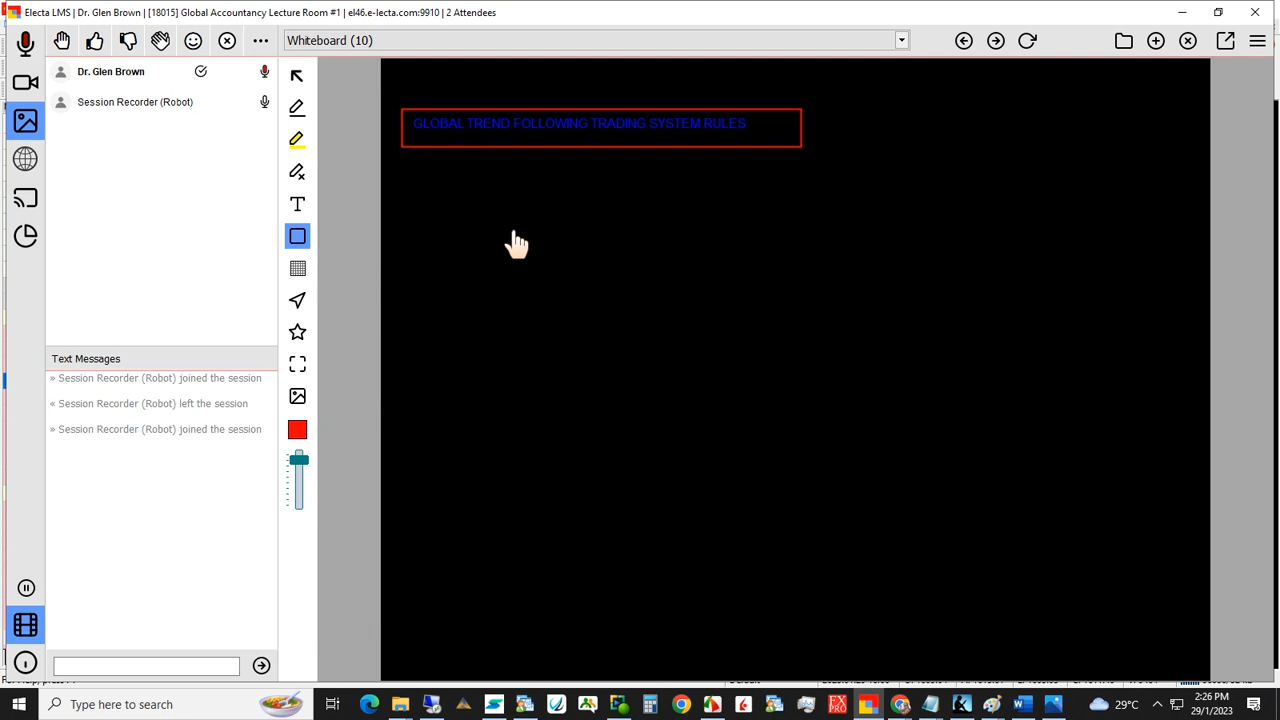 Electa LMS | Dr. Glen Brown | [18015] Global Accountancy Lecture Room #1 | el46.e-lecta.com:9910 | 2 Attendees
Whiteboard (10)
Dr. Glen Brown
Session Recorder (Robot)
GLOBAL TREND FOLLOWING TRADING SYSTEM RULES
T
Text Messages
» Session Recorder (Robot) joined the session
« Session Recorder (Robot) left the session
» Session Recorder (Robot) joined the session
Type here to search
FX
PRO
29°C
2:26 PM
29/1/2023